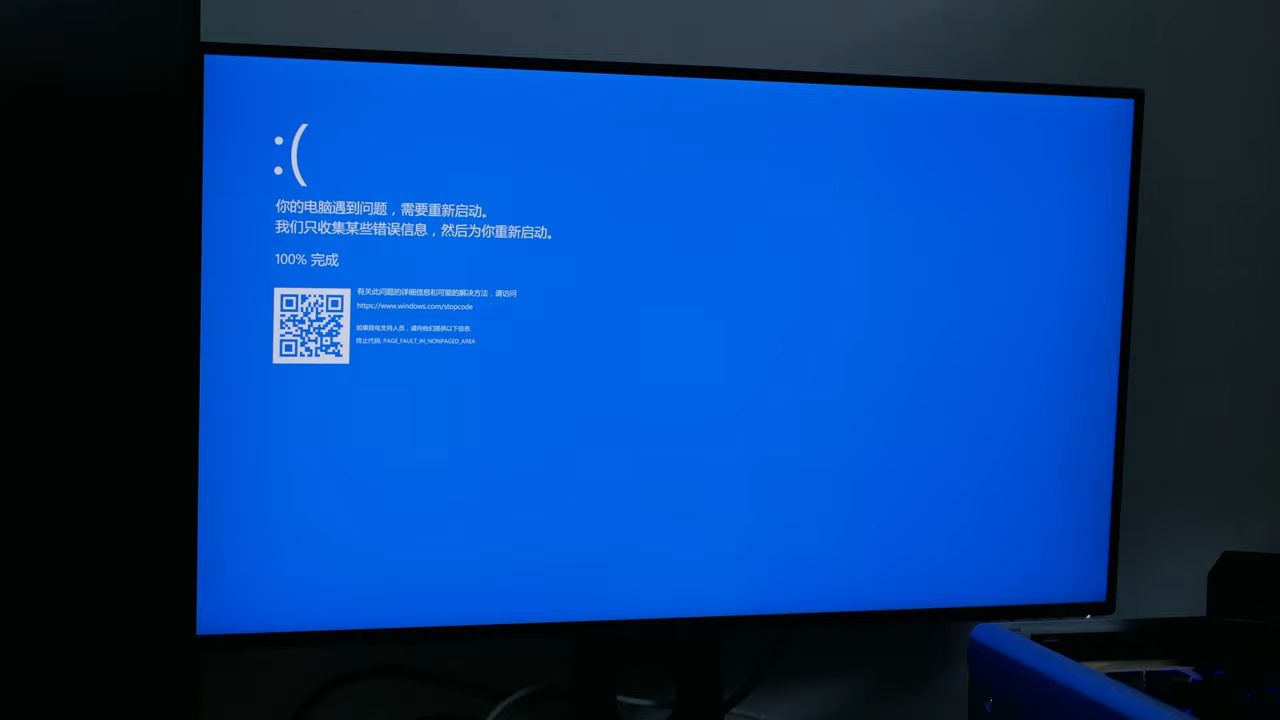 :(
你的电脑遇到问题，需要重新启动。
我们只收集某些错误信息，然后为你重新启动。
100% 完成
有关此问题的详细信息和可能的解决方法，请访问
https://www.windows.com/stopcode
如果致电支持人员，请向他们提供以下信息:
终止代码: PAGE_FAULT_IN_NONPAGED_AREA